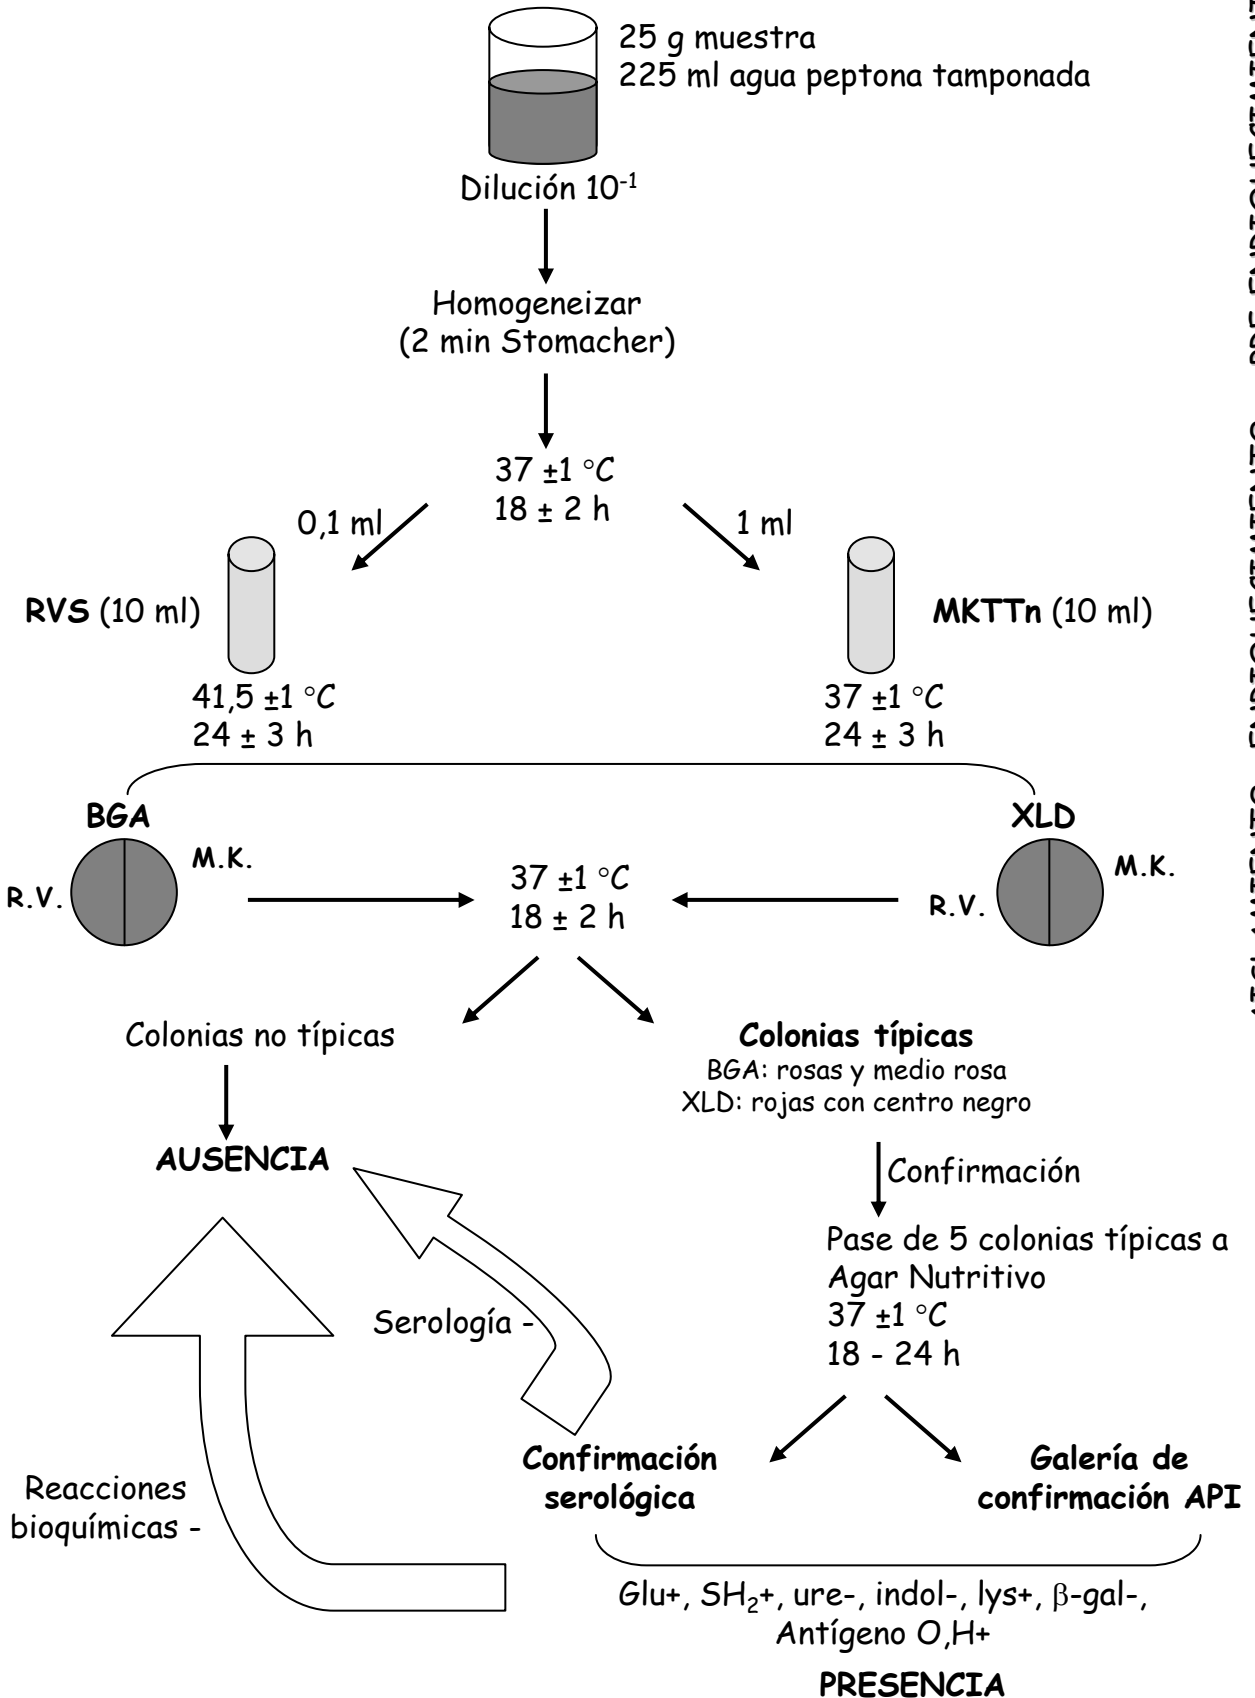 25 g muestra
225 ml agua peptona tamponada
Dilución 10⁻¹
Homogeneizar
(2 min Stomacher)
37 ±1 °C
18 ± 2 h
0,1 ml
1 ml
RVS (10 ml)
MKTTn (10 ml)
41,5 ±1 °C
24 ± 3 h
37 ±1 °C
24 ± 3 h
BGA
XLD
M.K.
R.V.
37 ±1 °C
18 ± 2 h
M.K.
R.V.
Colonias no típicas
Colonias típicas
BGA: rosas y medio rosa
XLD: rojas con centro negro
AUSENCIA
Confirmación
Pase de 5 colonias típicas a
Agar Nutritivo
37 ±1 °C
18 - 24 h
Serología -
Confirmación
serológica
Galería de
confirmación API
Reacciones
bioquímicas -
Glu+, SH₂+, ure-, indol-, lys+, β-gal-,
Antígeno O,H+
PRESENCIA